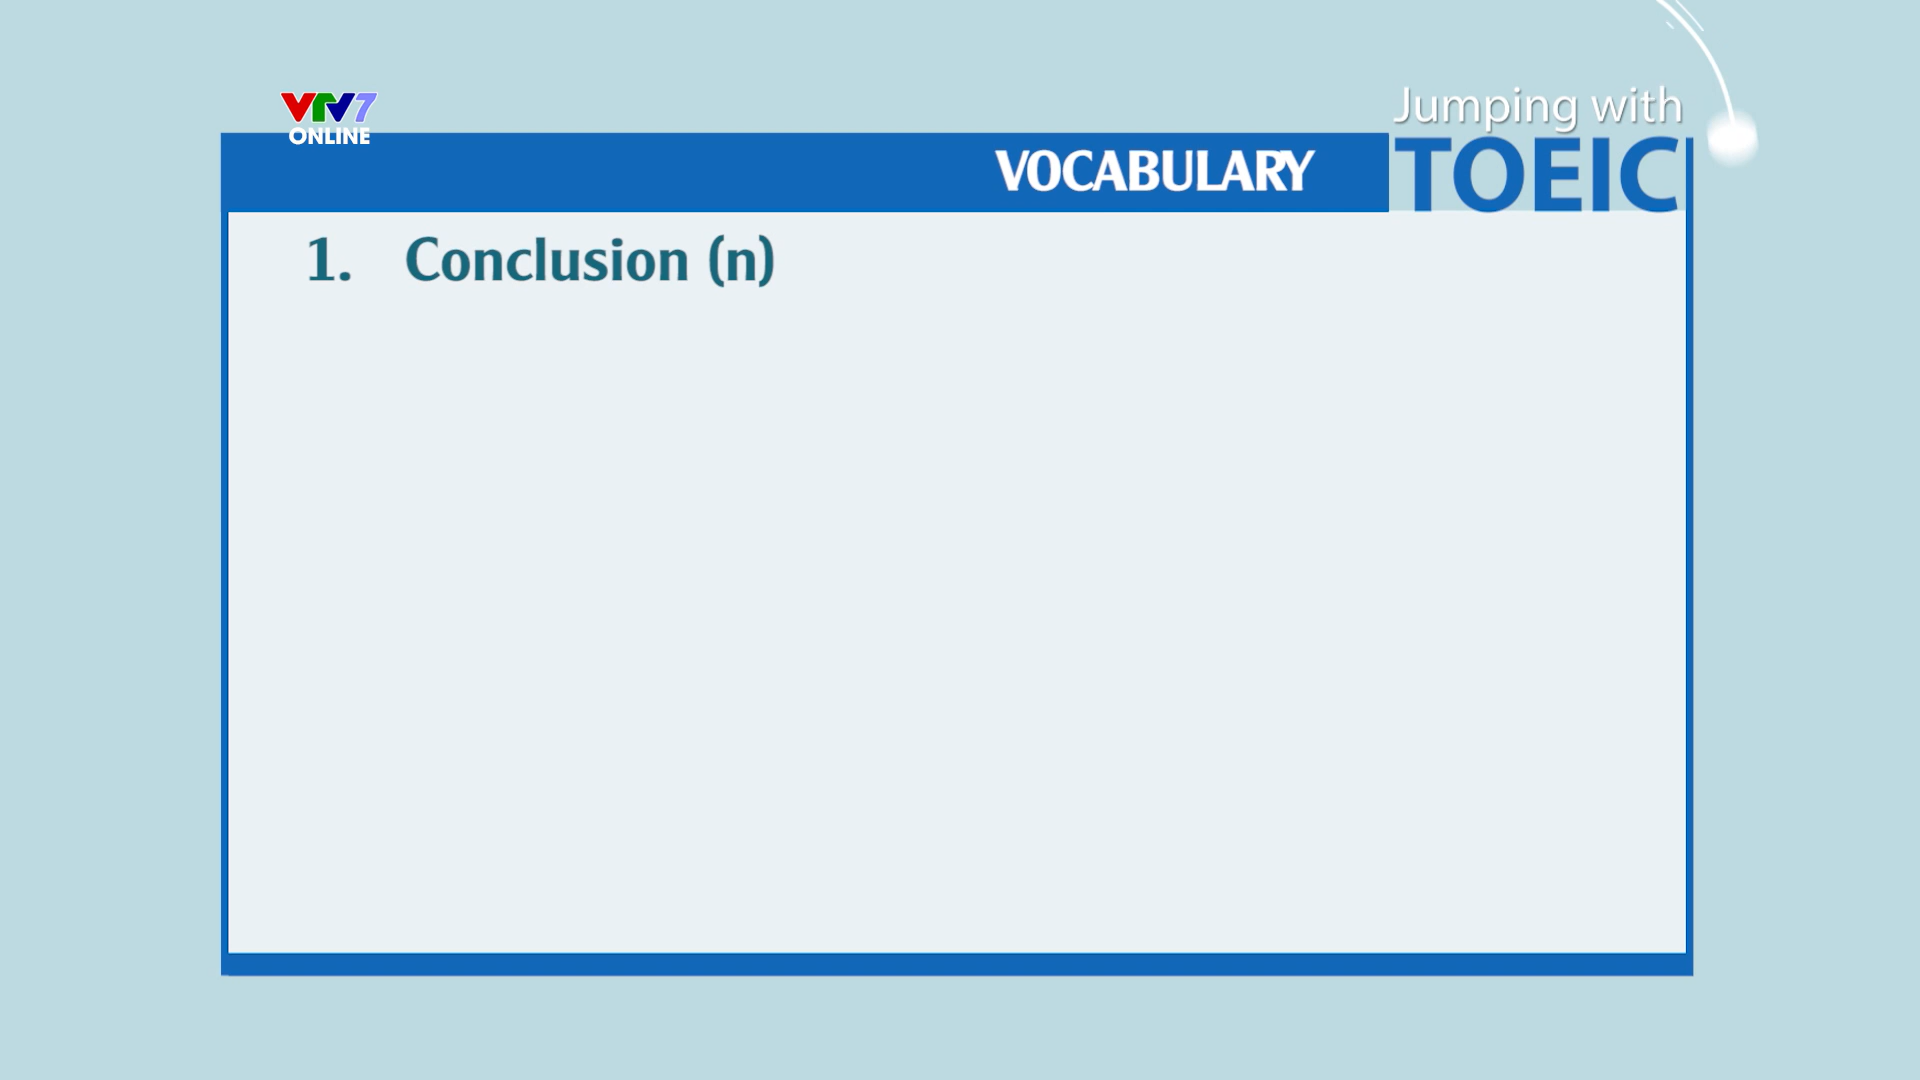 VTV7
ONLINE
Jumping with
TOEIC
VOCABULARY
1. Conclusion (n)